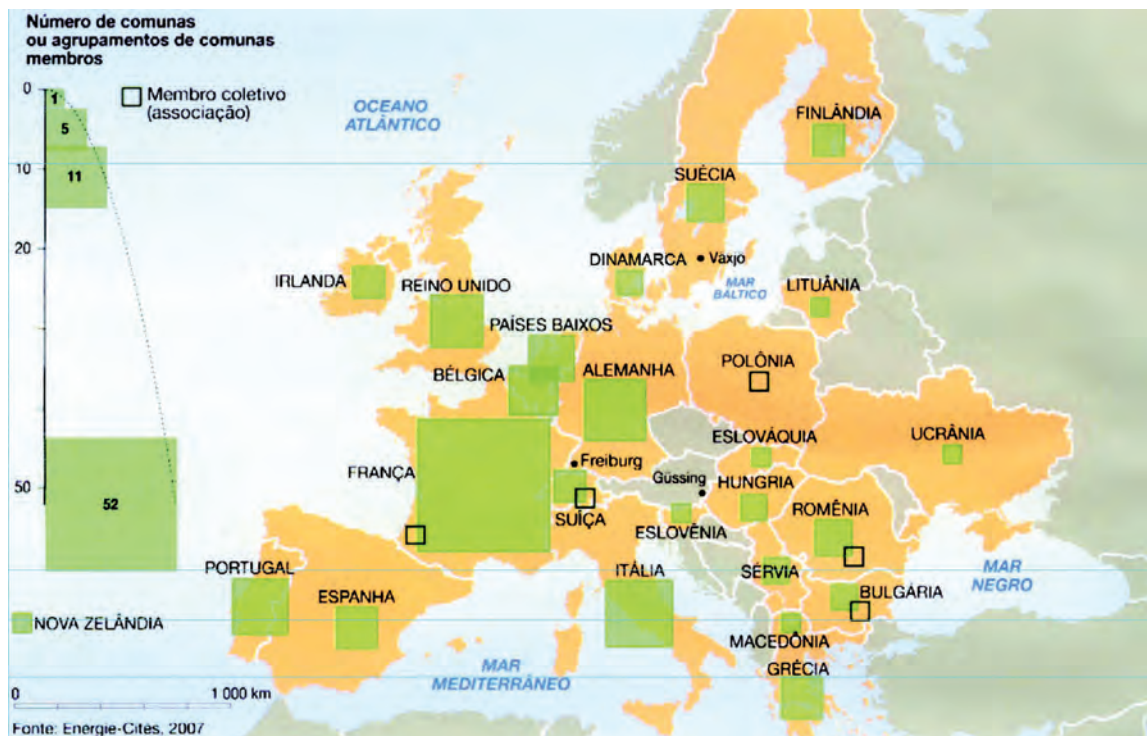 Número de comunas
ou agrupamentos de comunas
membros
0
1
5
10
11
20
50
52
Membro coletivo
(associação)
OCEANO
ATLÂNTICO
FINLÂNDIA
SUÉCIA
DINAMARCA
Växjo
MAR
BÁLTICO
LITUÂNIA
IRLANDA
REINO UNIDO
PAÍSES BAIXOS
BÉLGICA
ALEMANHA
POLÔNIA
ESLOVÁQUIA
UCRÂNIA
FRANÇA
Freiburg
Güssing
HUNGRIA
SUÍÇA
ESLOVÊNIA
ROMÊNIA
PORTUGAL
ESPANHA
ITÁLIA
SÉRVIA
BULGÁRIA
MAR
NEGRO
NOVA ZELÂNDIA
MACEDÔNIA
GRÉCIA
MAR
MEDITERRÂNEO
0
1 000 km
Fonte: Energie-Cités, 2007